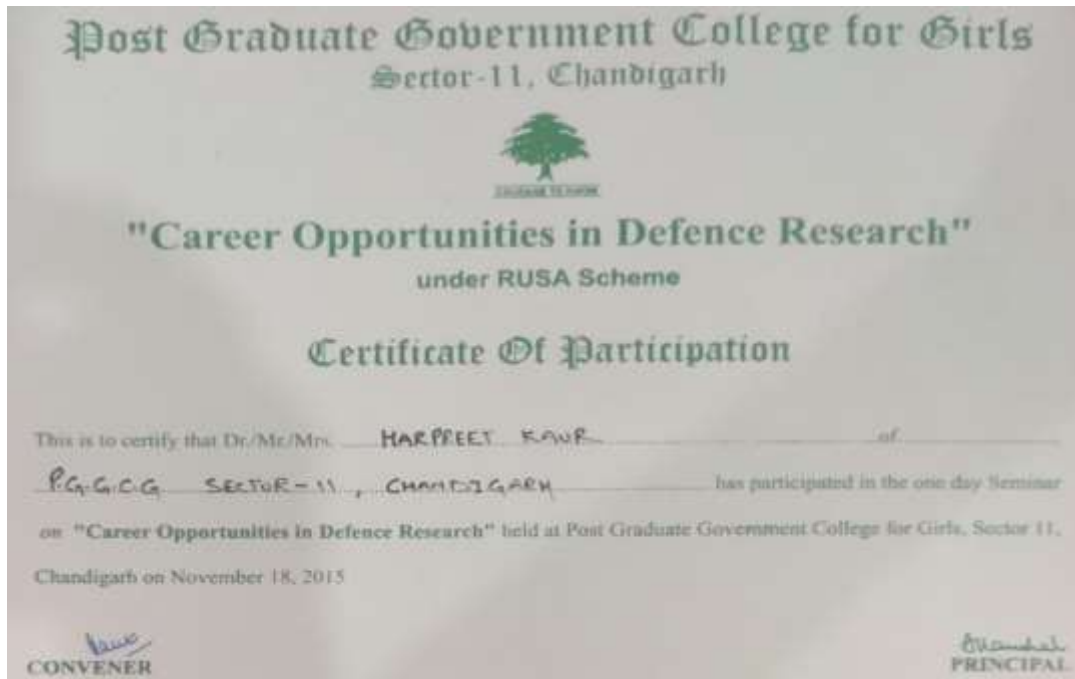 Post Graduate Government College for Girls
Sector-11, Chandigarh
COURAGE TO KNOW
"Career Opportunities in Defence Research"
under RUSA Scheme
Certificate Of Participation
This is to certify that Dr./Mr./Mrs. HARPREET KAUR of
P.G.G.C.G SECTOR-11, CHANDIGARH has participated in the one day Seminar
on "Career Opportunities in Defence Research" held at Post Graduate Government College for Girls, Sector 11,
Chandigarh on November 18, 2015
CONVENER
PRINCIPAL